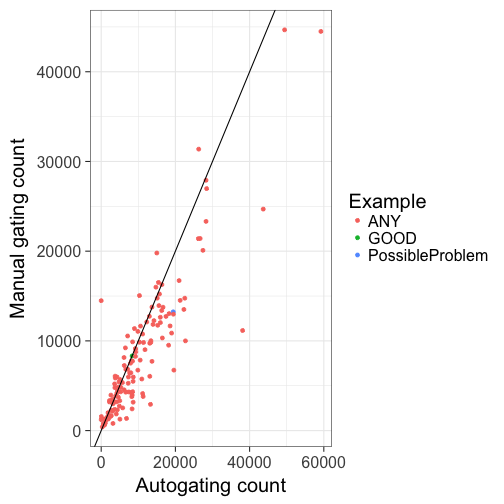 40000
30000
20000
10000
0
0
20000
40000
60000
Manual gating count
Autogating count
Example
ANY
GOOD
PossibleProblem